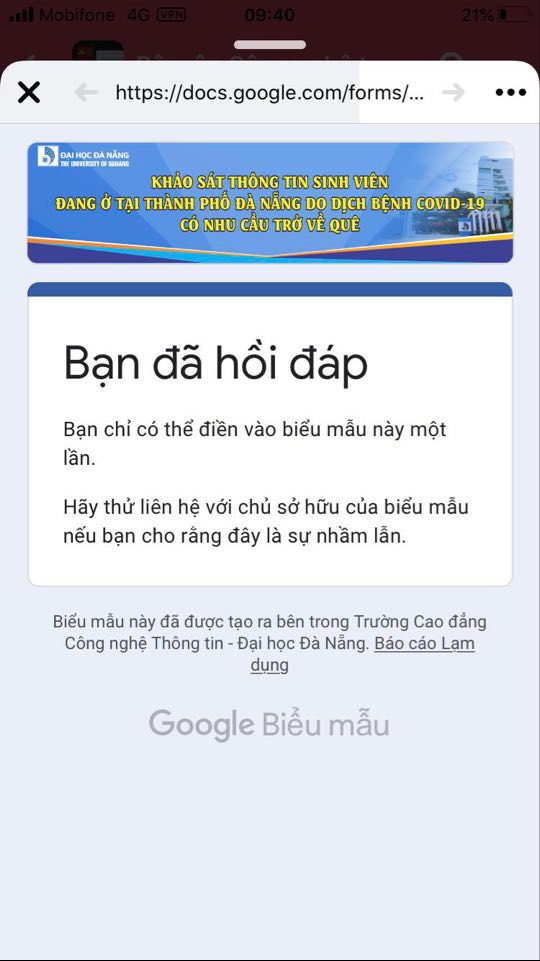 Mobifone 4G VPN 09:40 21%
https://docs.google.com/forms/...
ĐẠI HỌC ĐÀ NẴNG
THE UNIVERSITY OF DANANG
KHẢO SÁT THÔNG TIN SINH VIÊN
ĐANG Ở TẠI THÀNH PHỐ ĐÀ NẴNG DO DỊCH BỆNH COVID-19
CÓ NHU CẦU TRỞ VỀ QUÊ
Bạn đã hồi đáp
Bạn chỉ có thể điền vào biểu mẫu này một
lần.
Hãy thử liên hệ với chủ sở hữu của biểu mẫu
nếu bạn cho rằng đây là sự nhầm lẫn.
Biểu mẫu này đã được tạo ra bên trong Trường Cao đẳng
Công nghệ Thông tin - Đại học Đà Nẵng. Báo cáo Lạm
dụng
Google Biểu mẫu